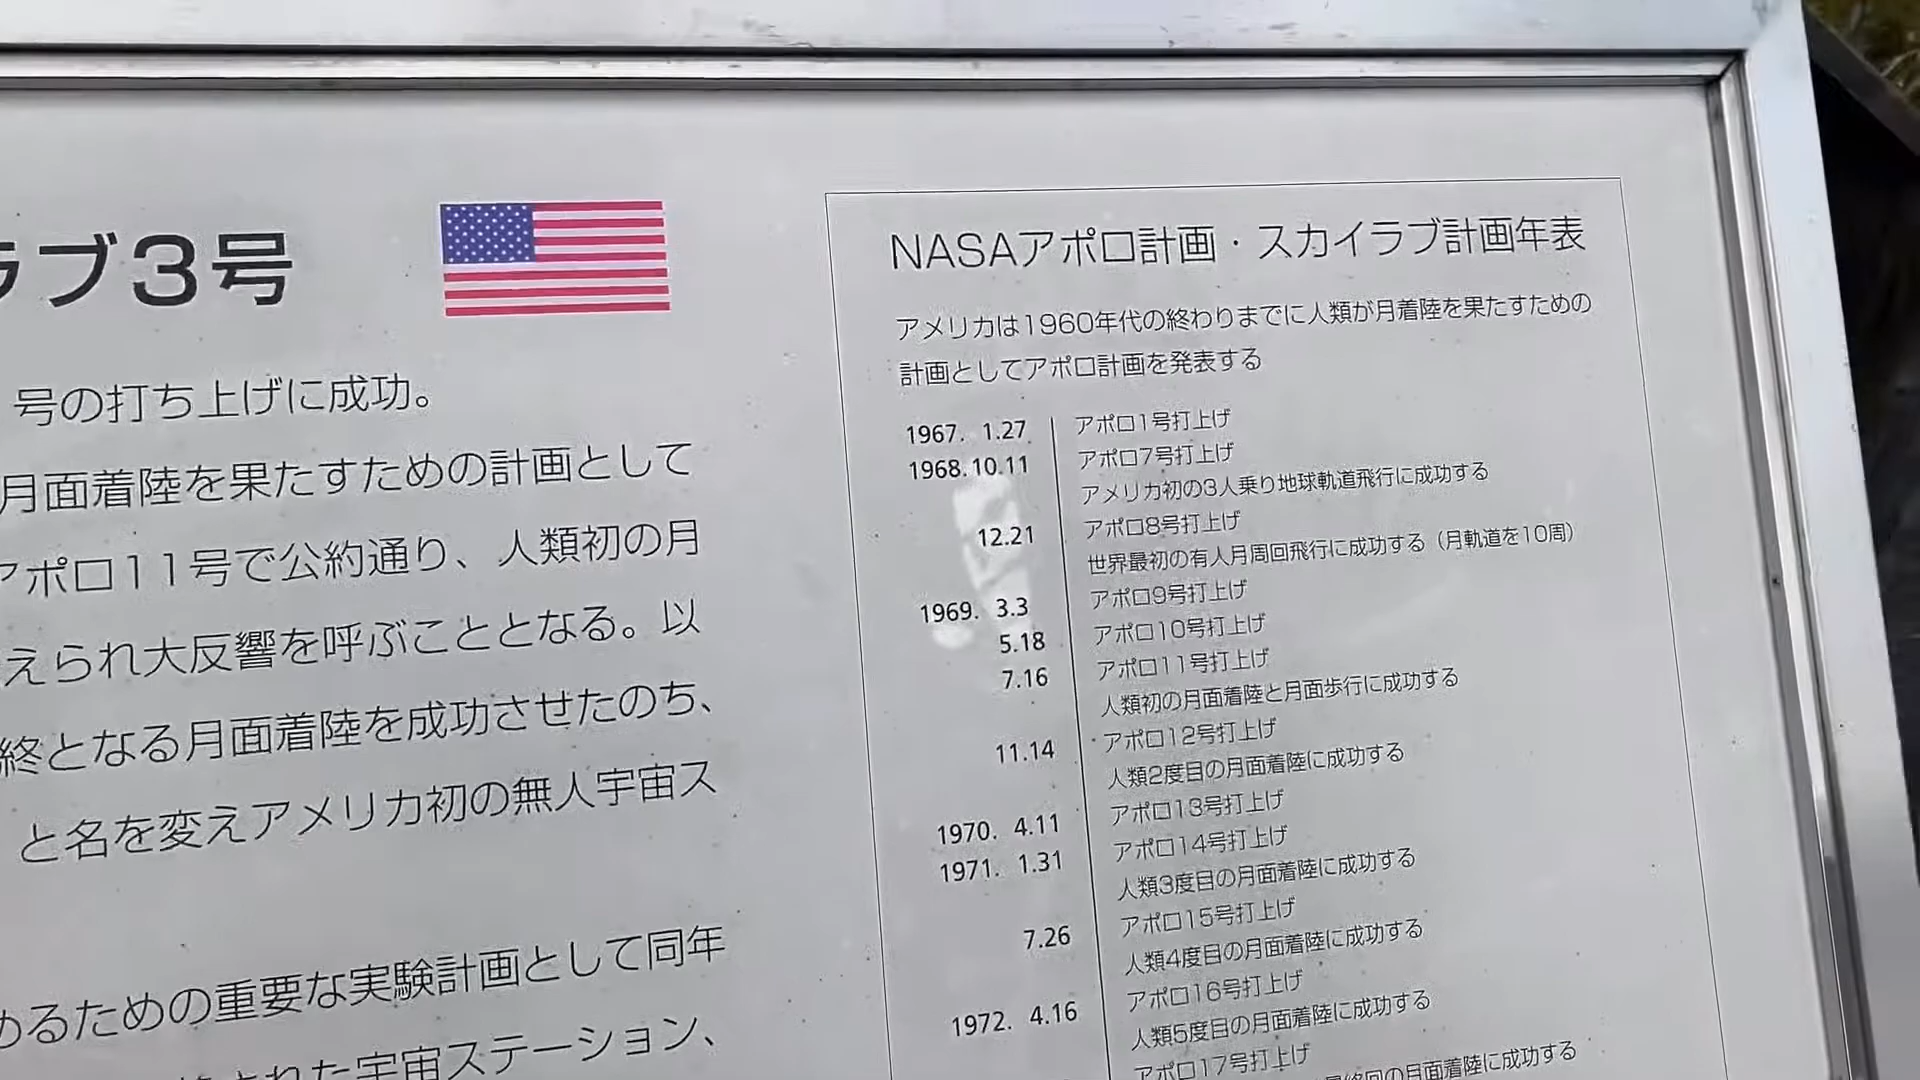 ラブ3号
号の打ち上げに成功。
月面着陸を果たすための計画として
アポロ11号で公約通り、人類初の月
えられ大反響を呼ぶこととなる。以
終となる月面着陸を成功させたのち、
と名を変えアメリカ初の無人宇宙ス
めるための重要な実験計画として同年
された宇宙ステーション、
NASAアポロ計画・スカイラブ計画年表
アメリカは1960年代の終わりまでに人類が月着陸を果たすための
計画としてアポロ計画を発表する
1967. 1.27 アポロ1号打上げ
1968.10.11 アポロ7号打上げ
アメリカ初の3人乗り地球軌道飛行に成功する
12.21 アポロ8号打上げ
世界最初の有人月周回飛行に成功する（月軌道を10周）
1969. 3.3 アポロ9号打上げ
5.18 アポロ10号打上げ
7.16 アポロ11号打上げ
人類初の月面着陸と月面歩行に成功する
11.14 アポロ12号打上げ
人類2度目の月面着陸に成功する
1970. 4.11 アポロ13号打上げ
1971. 1.31 アポロ14号打上げ
人類3度目の月面着陸に成功する
7.26 アポロ15号打上げ
人類4度目の月面着陸に成功する
1972. 4.16 アポロ16号打上げ
人類5度目の月面着陸に成功する
アポロ17号打上げ
最終回の月面着陸に成功する